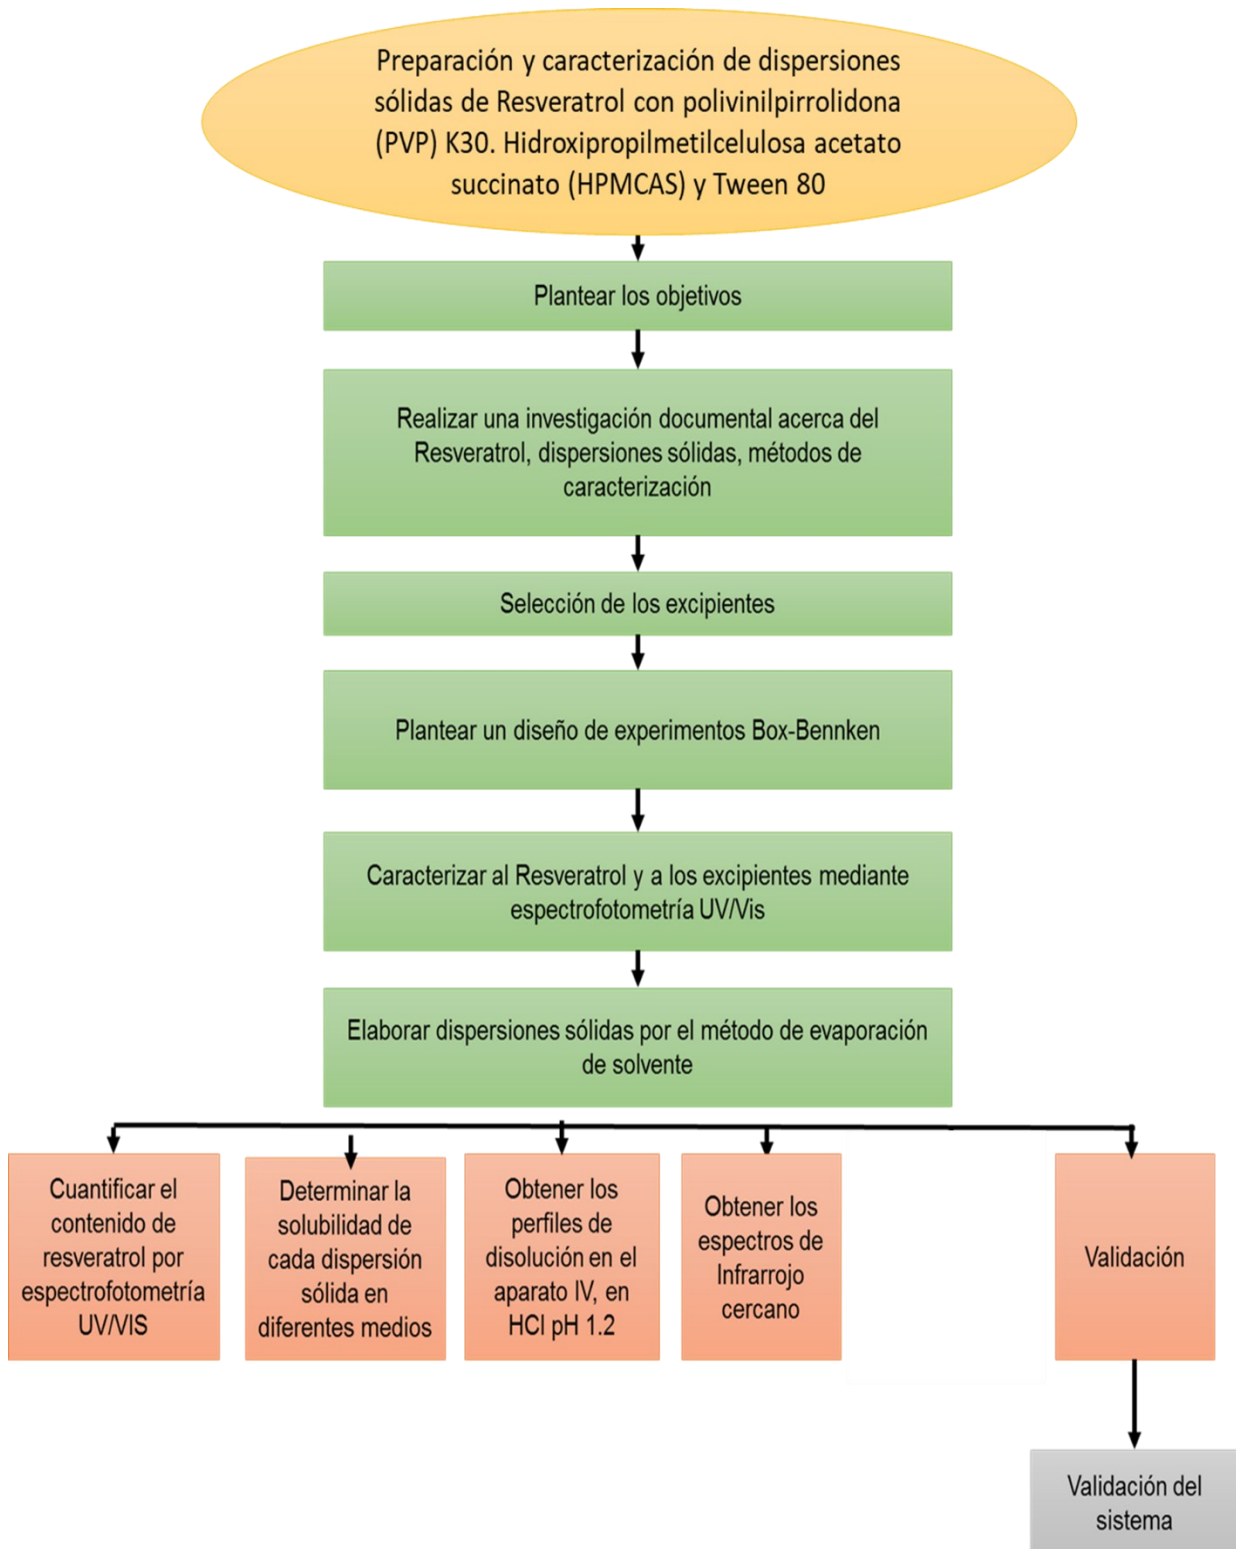 Preparación y caracterización de dispersiones
sólidas de Resveratrol con polivinilpirrolidona
(PVP) K30. Hidroxipropilmetilcelulosa acetato
succinato (HPMCAS) y Tween 80
Plantear los objetivos
Realizar una investigación documental acerca del
Resveratrol, dispersiones sólidas, métodos de
caracterización
Selección de los excipientes
Plantear un diseño de experimentos Box-Bennken
Caracterizar al Resveratrol y a los excipientes mediante
espectrofotometría UV/Vis
Elaborar dispersiones sólidas por el método de evaporación
de solvente
Cuantificar el
contenido de
resveratrol por
espectrofotometría
UV/VIS
Determinar la
solubilidad de
cada dispersión
sólida en
diferentes medios
Obtener los
perfiles de
disolución en el
aparato IV, en
HCl pH 1.2
Obtener los
espectros de
Infrarrojo
cercano
Validación
Validación del
sistema